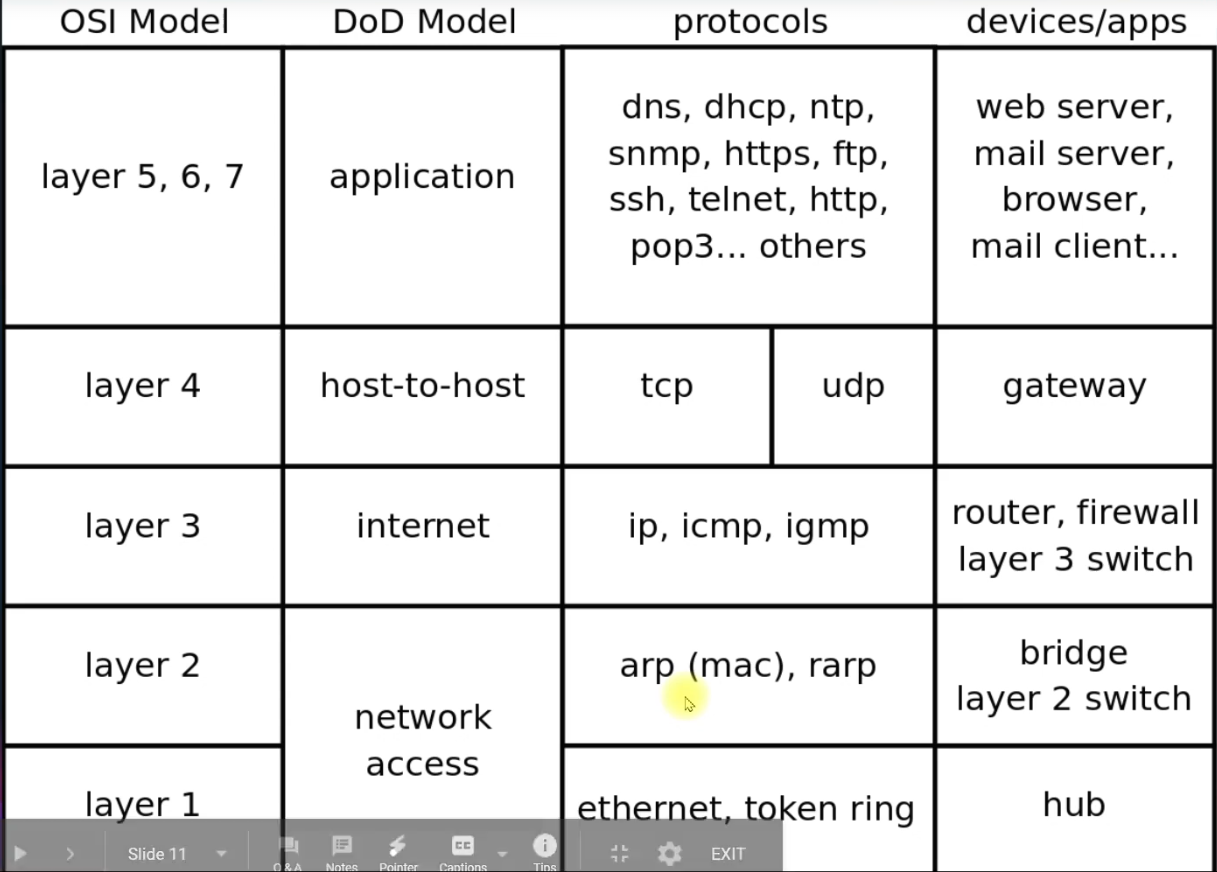 OSI Model
DoD Model
protocols
devices/apps
layer 5, 6, 7
application
dns, dhcp, ntp,
snmp, https, ftp,
ssh, telnet, http,
pop3... others
web server,
mail server,
browser,
mail client...
layer 4
host-to-host
tcp
udp
gateway
layer 3
internet
ip, icmp, igmp
router, firewall
layer 3 switch
layer 2
network
access
arp (mac), rarp
bridge
layer 2 switch
layer 1
ethernet, token ring
hub
Slide 11
Q & A
Notes
Pointer
CC
Captions
Tips
EXIT